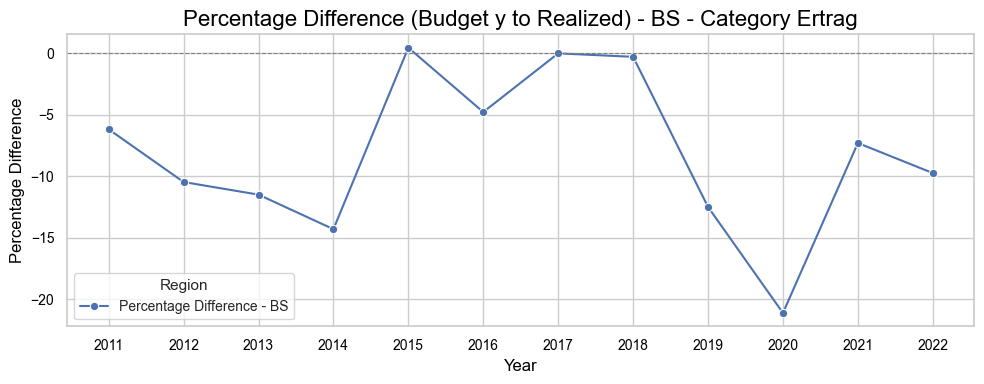 Percentage Difference (Budget y to Realized) - BS - Category Ertrag
Percentage Difference
0
−5
−10
−15
−20
Region
Percentage Difference - BS
2011 2012 2013 2014 2015 2016 2017 2018 2019 2020 2021 2022
Year